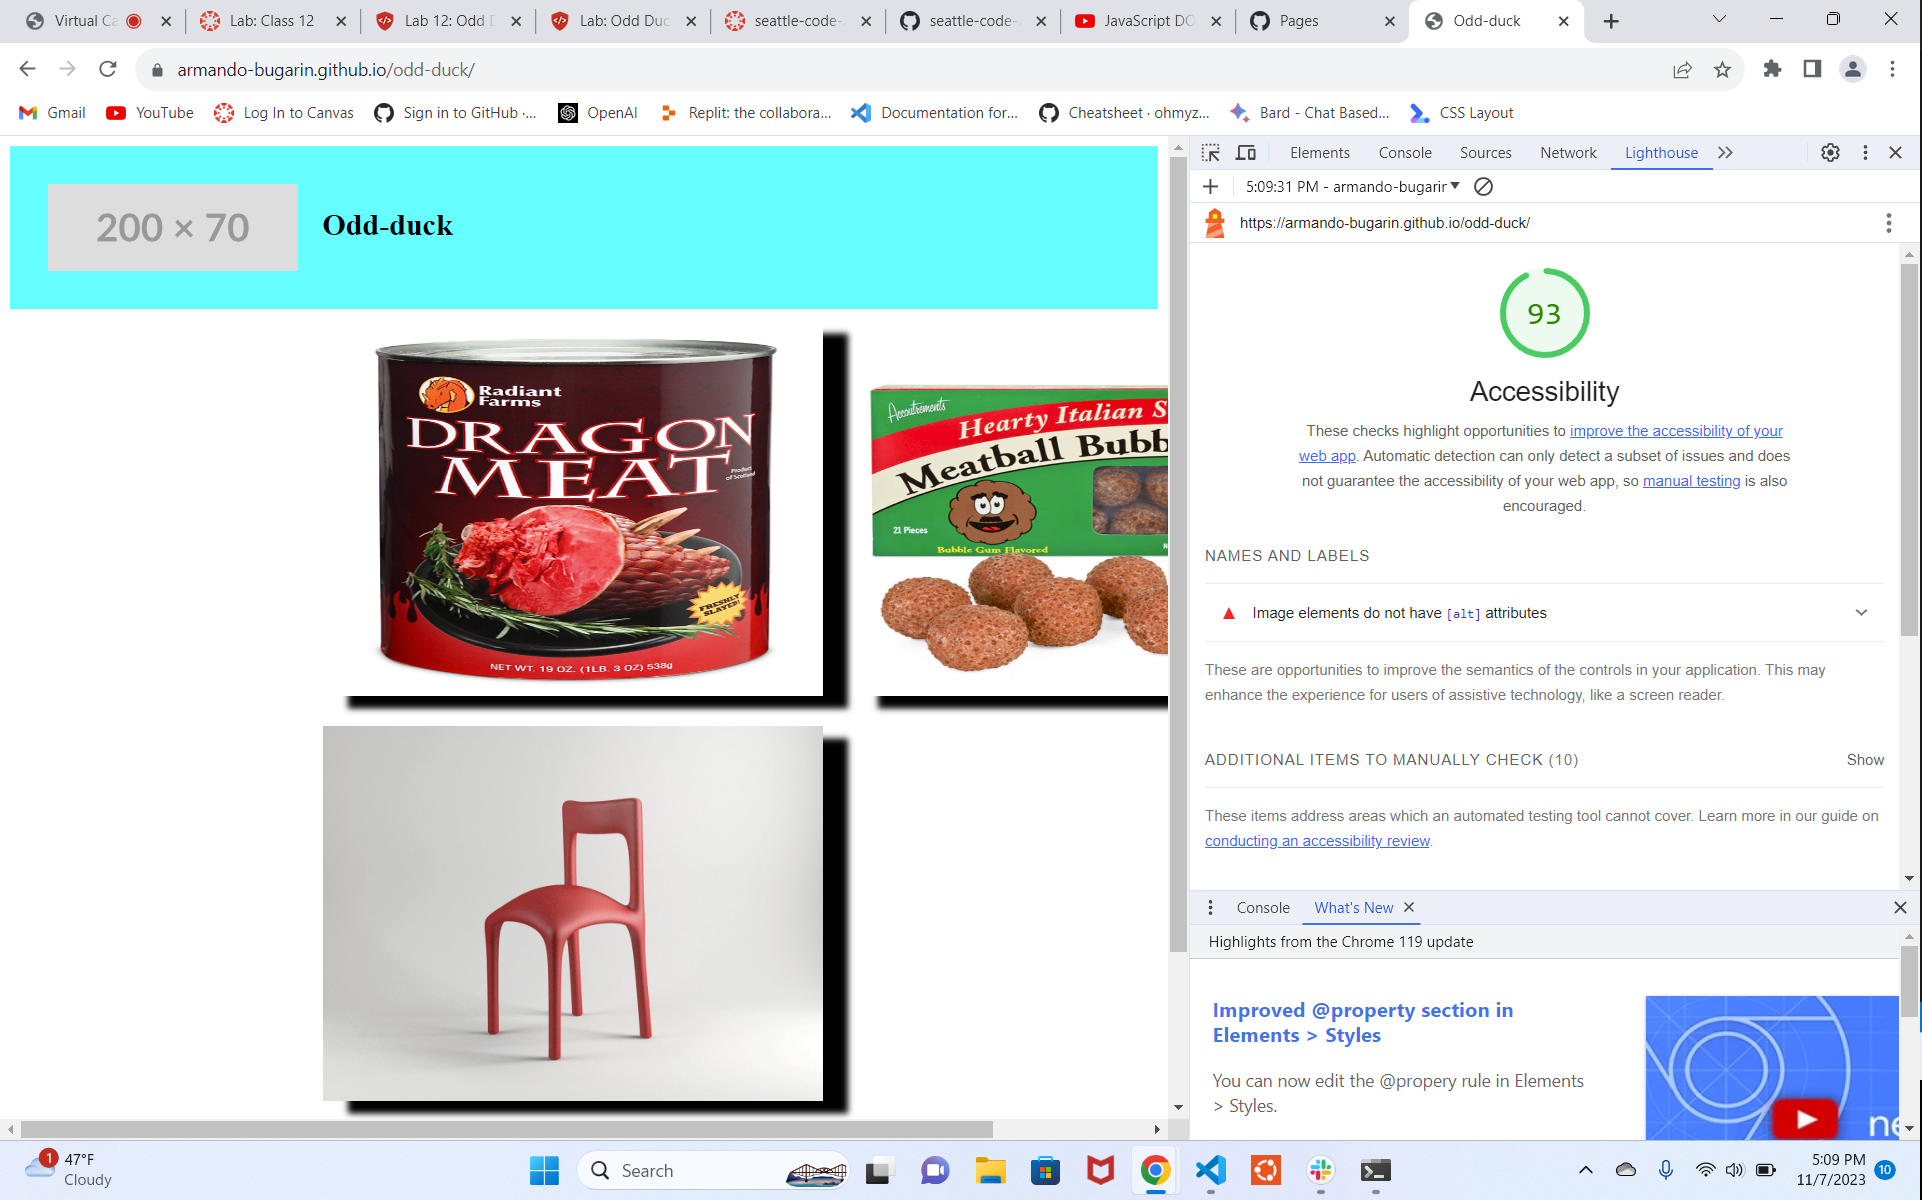 Virtual Ca
Lab: Class 12
Lab 12: Odd D
Lab: Odd Duc
seattle-code-
seattle-code-
JavaScript DO
Pages
Odd-duck
armando-bugarin.github.io/odd-duck/
Gmail
YouTube
Log In to Canvas
Sign in to GitHub ·...
OpenAI
Replit: the collabora...
Documentation for...
Cheatsheet · ohmyz...
Bard - Chat Based...
CSS Layout
200 × 70
Odd-duck
Radiant
Farms
DRAGON
MEAT
Product
of Scotland
FRESHLY
SLAYED!
NET WT. 19 OZ. (1LB. 3 OZ) 538g
Accoutrements
Hearty Italian S
Meatball Bubb
21 Pieces
Bubble Gum Flavored
Elements
Console
Sources
Network
Lighthouse
5:09:31 PM - armando-bugarir
https://armando-bugarin.github.io/odd-duck/
93
Accessibility
These checks highlight opportunities to improve the accessibility of your
web app. Automatic detection can only detect a subset of issues and does
not guarantee the accessibility of your web app, so manual testing is also
encouraged.
NAMES AND LABELS
Image elements do not have [alt] attributes
These are opportunities to improve the semantics of the controls in your application. This may
enhance the experience for users of assistive technology, like a screen reader.
ADDITIONAL ITEMS TO MANUALLY CHECK (10)
Show
These items address areas which an automated testing tool cannot cover. Learn more in our guide on
conducting an accessibility review.
Console
What's New
Highlights from the Chrome 119 update
Improved @property section in
Elements > Styles
You can now edit the @propery rule in Elements
> Styles.
ne
1
47°F
Cloudy
Search
5:09 PM
11/7/2023
10